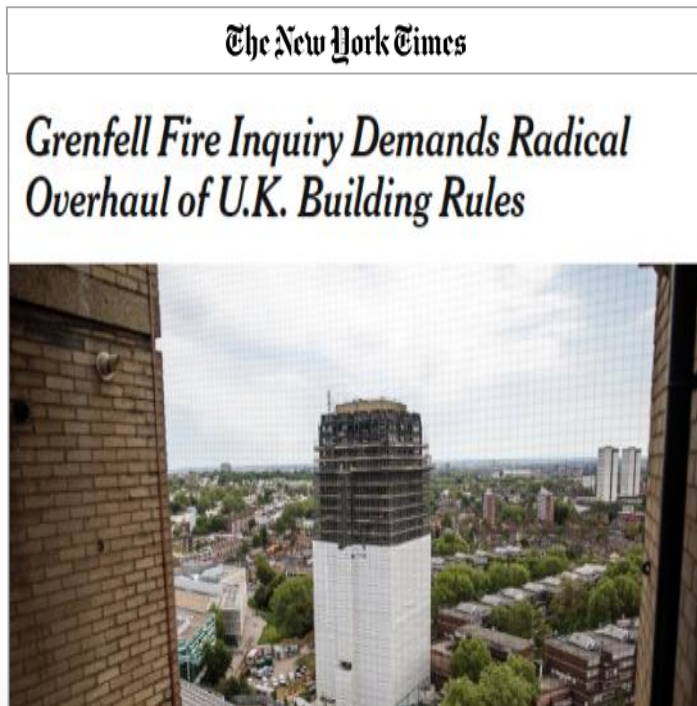 The New York Times
Grenfell Fire Inquiry Demands Radical
Overhaul of U.K. Building Rules